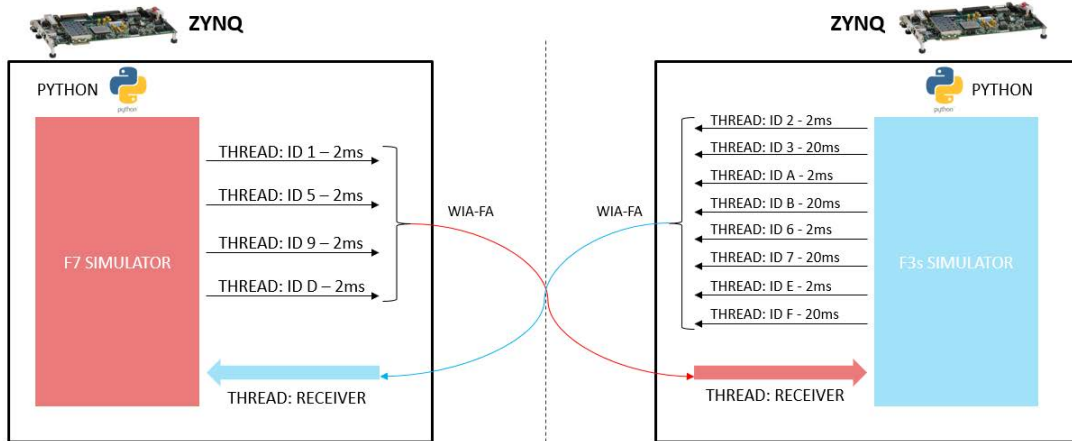 ZYNQ
PYTHON
python
F7 SIMULATOR
THREAD: ID 1 – 2ms
THREAD: ID 5 – 2ms
THREAD: ID 9 – 2ms
THREAD: ID D – 2ms
THREAD: RECEIVER
WIA-FA
WIA-FA
ZYNQ
python
PYTHON
THREAD: ID 2 - 2ms
THREAD: ID 3 - 20ms
THREAD: ID A - 2ms
THREAD: ID B - 20ms
THREAD: ID 6 - 2ms
THREAD: ID 7 - 20ms
THREAD: ID E - 2ms
THREAD: ID F - 20ms
F3s SIMULATOR
THREAD: RECEIVER